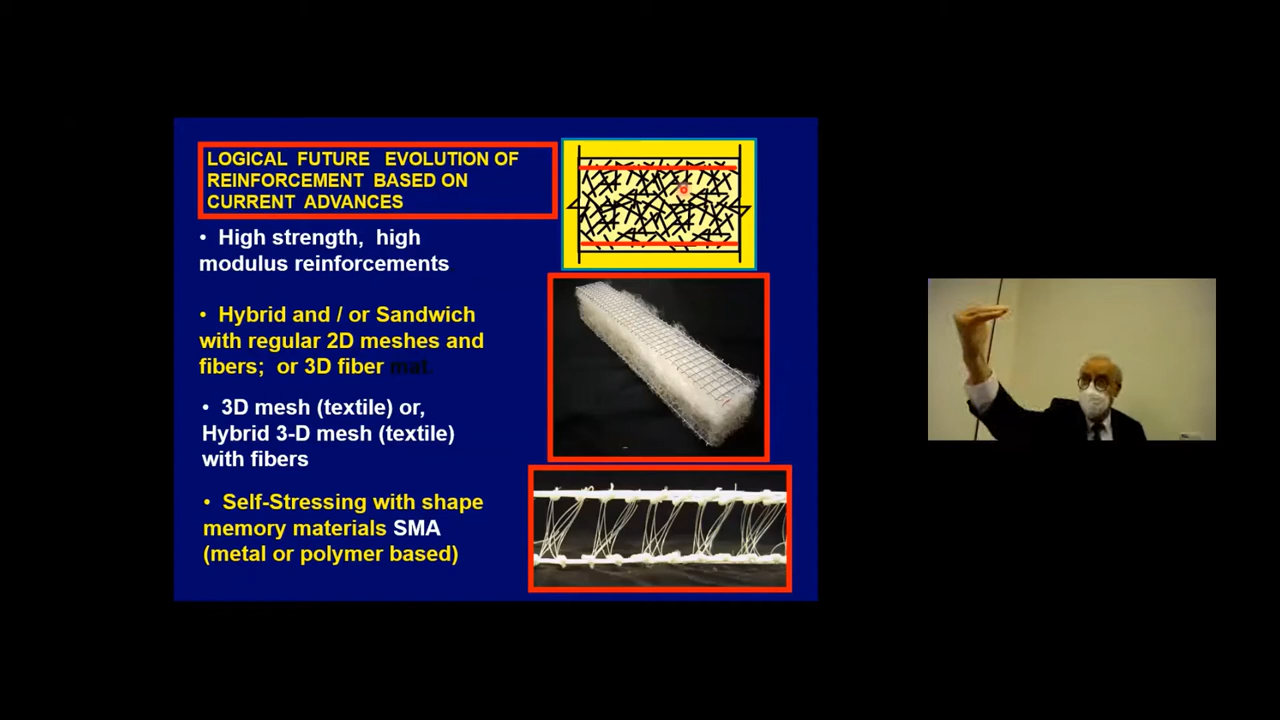 LOGICAL FUTURE EVOLUTION OF
REINFORCEMENT BASED ON
CURRENT ADVANCES
• High strength, high
modulus reinforcements
• Hybrid and / or Sandwich
with regular 2D meshes and
fibers; or 3D fiber mat.
• 3D mesh (textile) or,
Hybrid 3-D mesh (textile)
with fibers
• Self-Stressing with shape
memory materials SMA
(metal or polymer based)